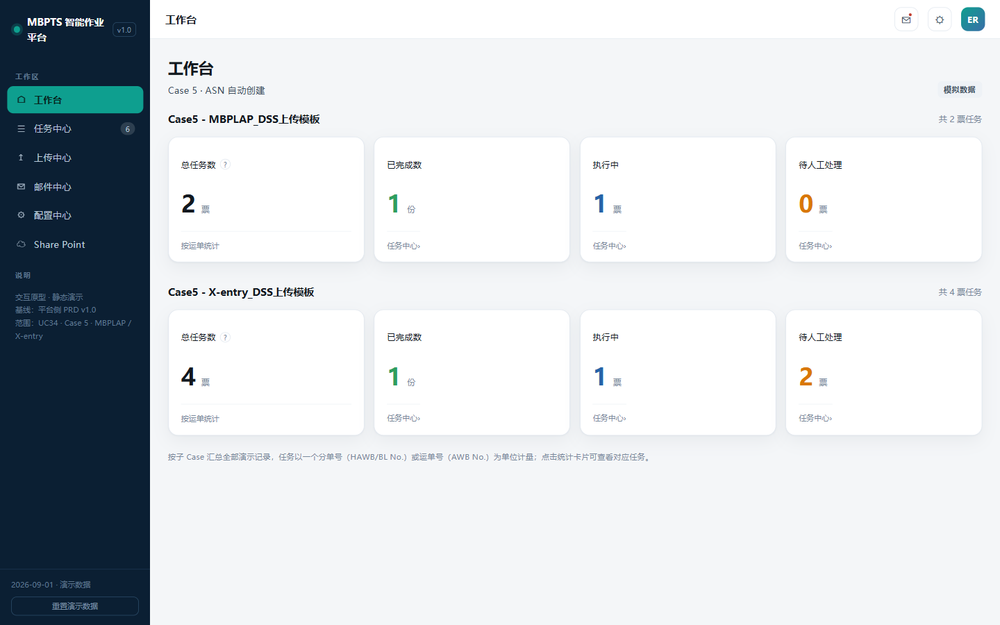 MBPTS 智能作业
平台
v1.0
工作区
工作台
任务中心
6
上传中心
邮件中心
配置中心
Share Point
说明
交互原型 · 静态演示
基线：平台侧 PRD v1.0
范围：UC34 · Case 5 · MBPLAP /
X-entry
2026-09-01 · 演示数据
重置演示数据
工作台
ER
工作台
Case 5 · ASN 自动创建
模拟数据
Case5 - MBPLAP_DSS上传模板
共 2 票任务
总任务数 ?
2 票
按运单统计
已完成数
1 份
任务中心›
执行中
1 票
任务中心›
待人工处理
0 票
任务中心›
Case5 - X-entry_DSS上传模板
共 4 票任务
总任务数 ?
4 票
按运单统计
已完成数
1 份
任务中心›
执行中
1 票
任务中心›
待人工处理
2 票
任务中心›
按子 Case 汇总全部演示记录，任务以一个分单号（HAWB/BL No.）或运单号（AWB No.）为单位计量；点击统计卡片可查看对应任务。